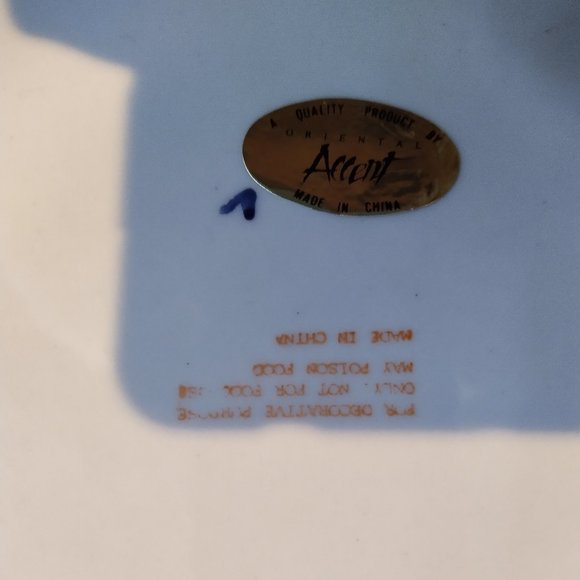 A QUALITY PRODUCT BY
ORIENTAL
Accent
MADE IN CHINA
FOR DECORATIVE PURPOSE
ONLY. NOT FOR FOOD USE
MAY POISON FOOD
MADE IN CHINA